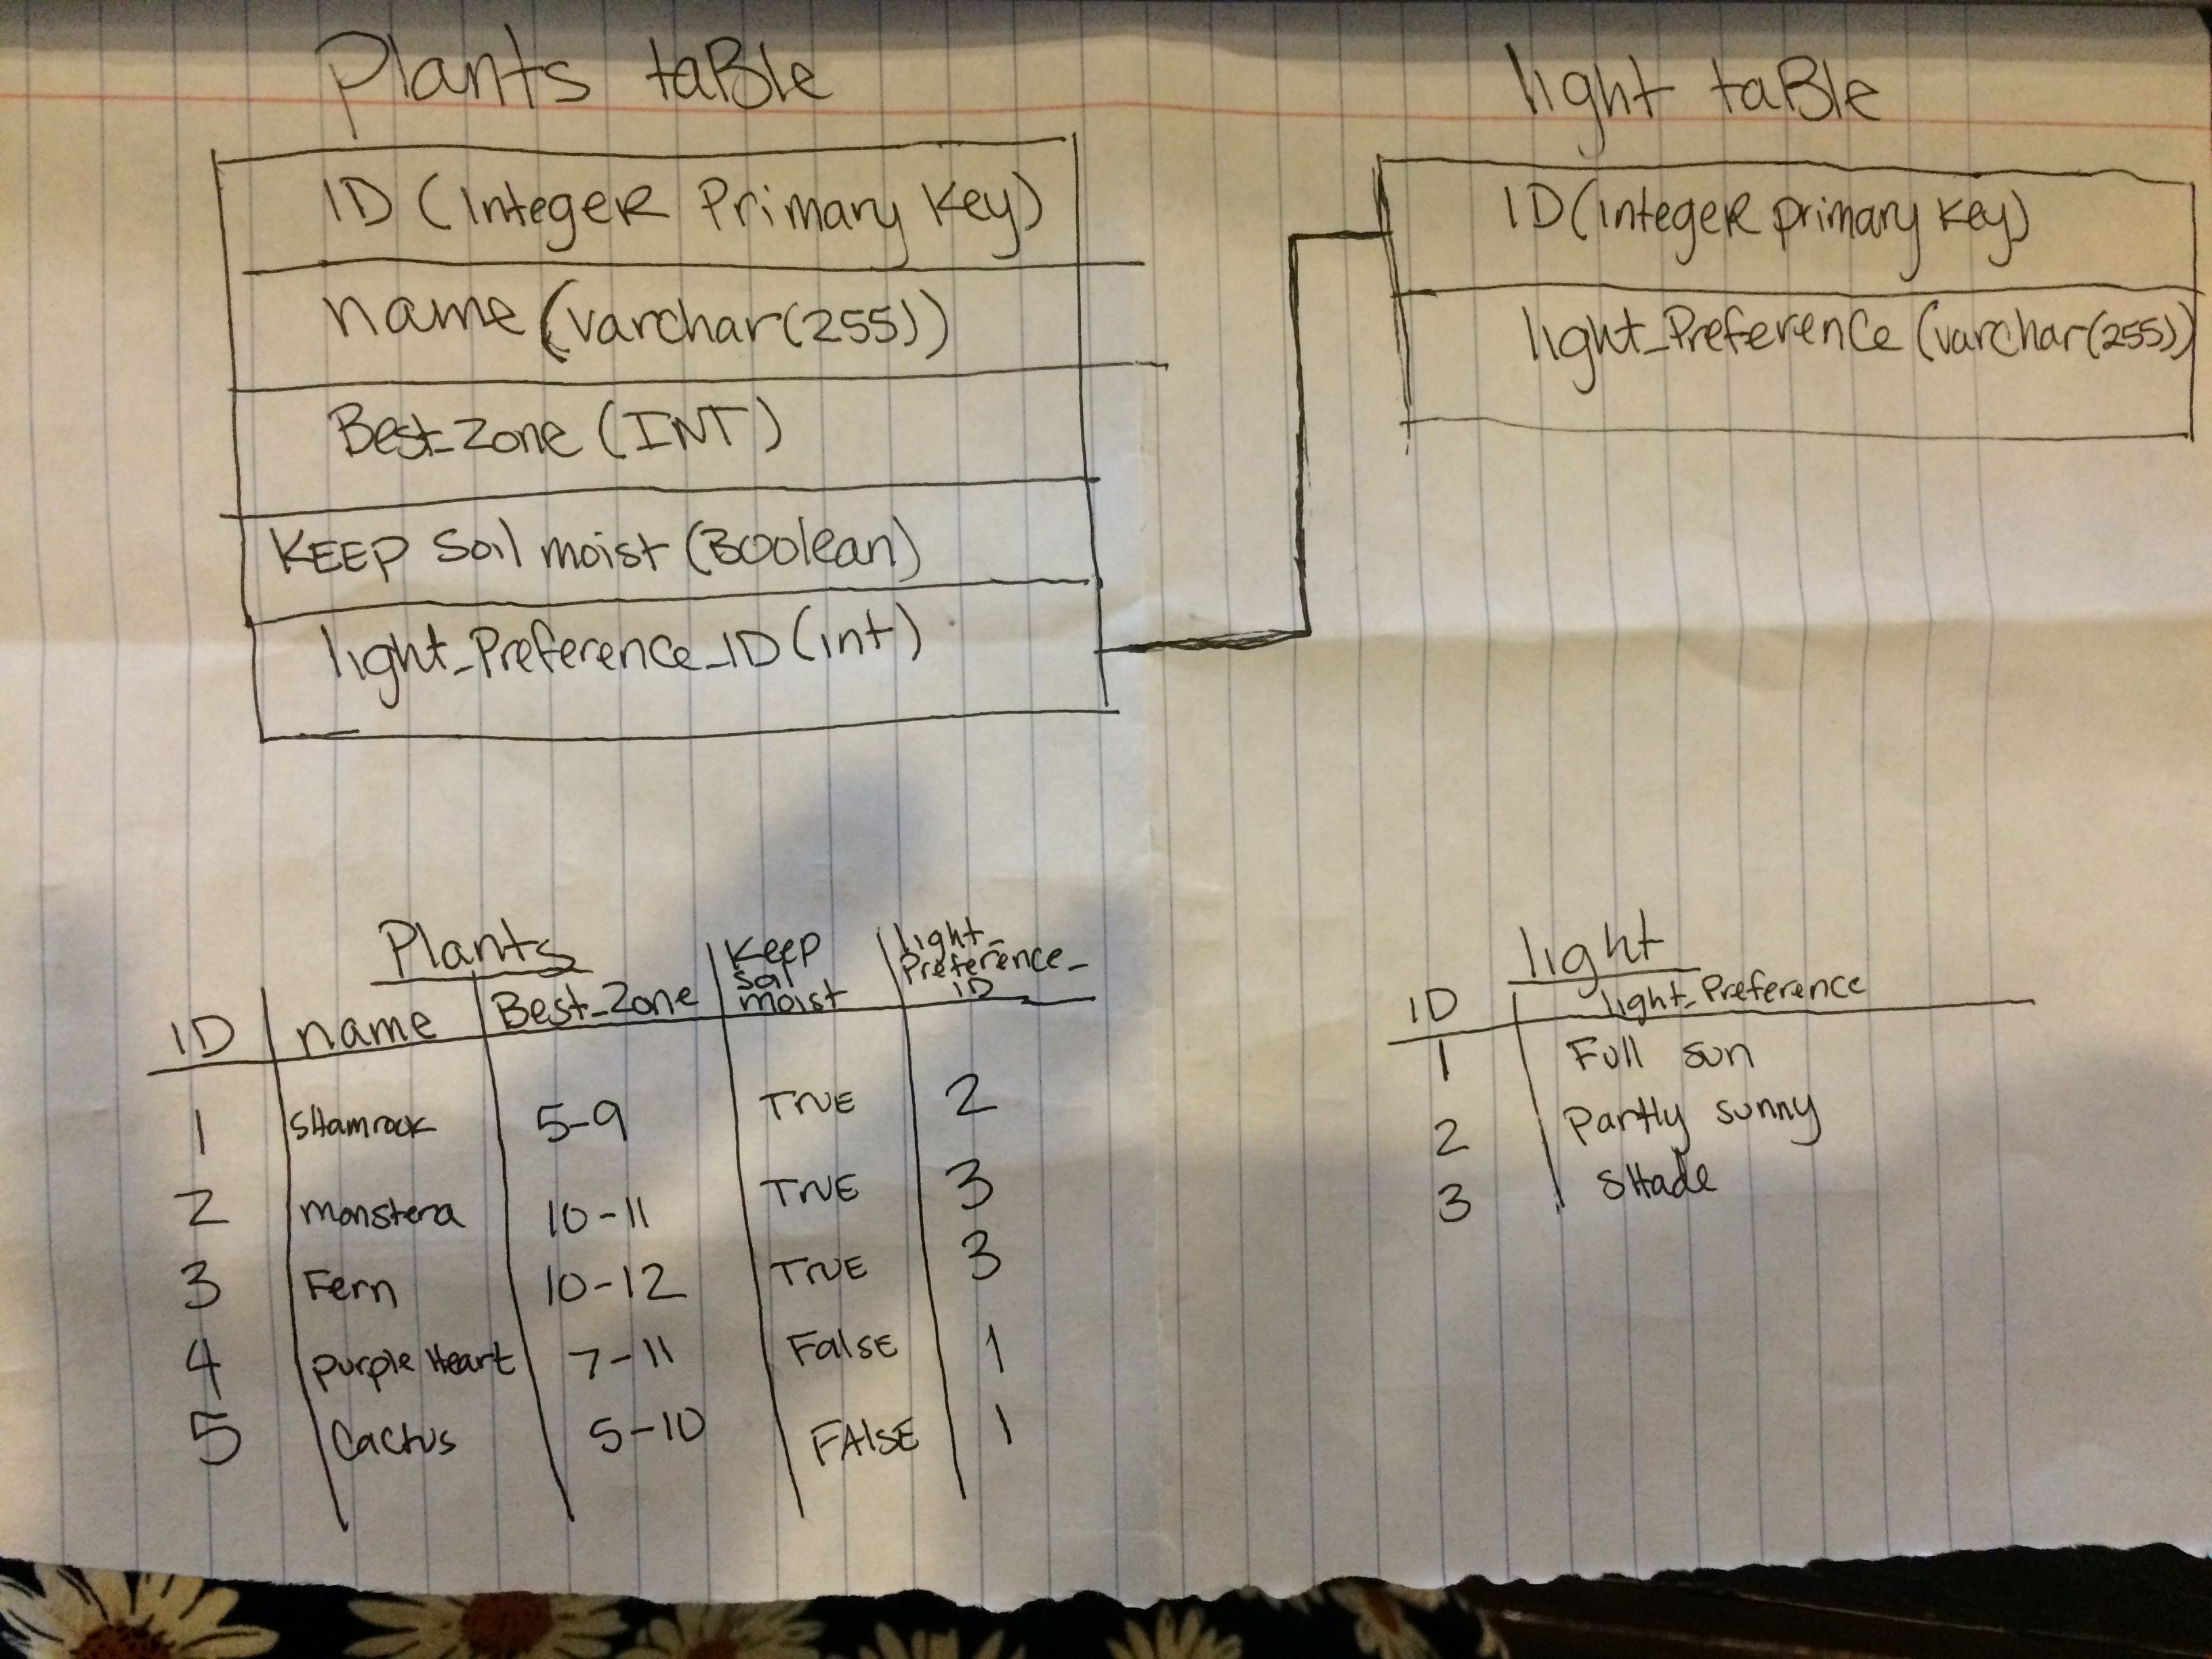 Plants taBle
ID (integer Primary Key)
name (varchar(255))
Best_Zone (INT)
KEEP soil moist (Boolean)
light_Preference_ID (int)
light taBle
ID (integer primary Key)
light_Preference (varchar(255))
Plants
ID name Best_Zone Keep soil moist light_Preference_ID
1 shamrock 5-9 True 2
2 monstera 10-11 True 3
3 Fern 10-12 True 3
4 purple Heart 7-11 False 1
5 Cactus 5-10 FAlse 1
light
ID light_Preference
1 Full sun
2 Partly sunny
3 shade